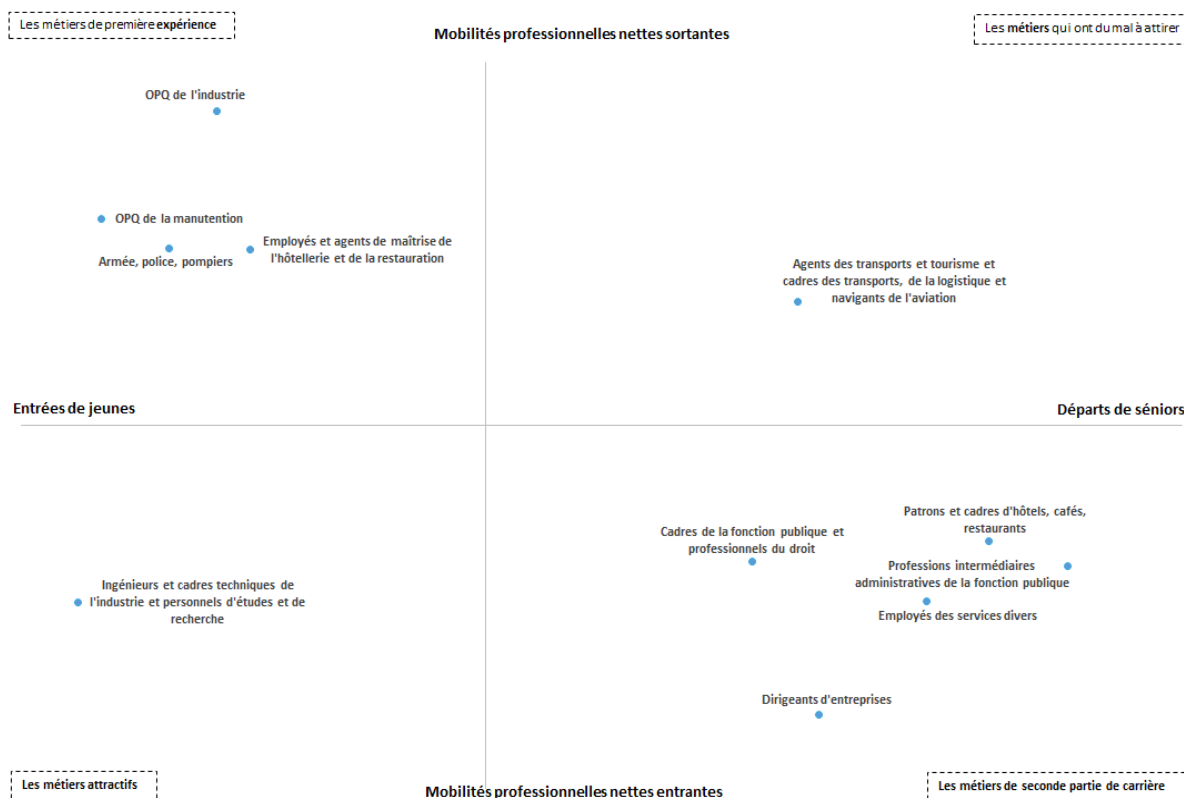 Les métiers de première expérience
Mobilités professionnelles nettes sortantes
Les métiers qui ont du mal à attirer
OPQ de l'industrie
OPQ de la manutention
Armée, police, pompiers
Employés et agents de maîtrise de
l'hôtellerie et de la restauration
Agents des transports et tourisme et
cadres des transports, de la logistique et
navigants de l'aviation
Entrées de jeunes
Départs de séniors
Patrons et cadres d'hôtels, cafés,
restaurants
Cadres de la fonction publique et
professionnels du droit
Professions intermédiaires
administratives de la fonction publique
Ingénieurs et cadres techniques de
l'industrie et personnels d'études et de
recherche
Employés des services divers
Dirigeants d'entreprises
Les métiers attractifs
Mobilités professionnelles nettes entrantes
Les métiers de seconde partie de carrière